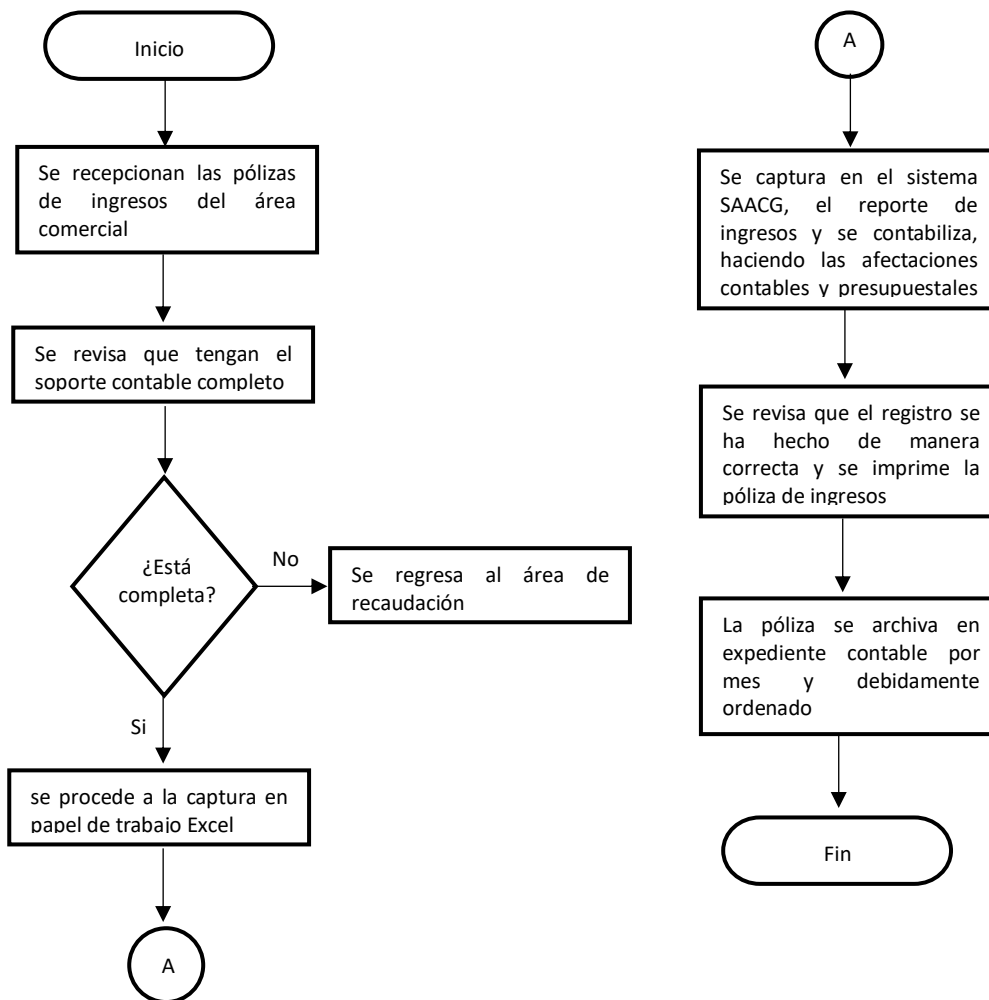 Inicio
Se recepcionan las pólizas
de ingresos del área
comercial
Se revisa que tengan el
soporte contable completo
¿Está
completa?
No
Se regresa al área de
recaudación
Si
se procede a la captura en
papel de trabajo Excel
A
A
Se captura en el sistema
SAACG, el reporte de
ingresos y se contabiliza,
haciendo las afectaciones
contables y presupuestales
Se revisa que el registro se
ha hecho de manera
correcta y se imprime la
póliza de ingresos
La póliza se archiva en
expediente contable por
mes y debidamente
ordenado
Fin